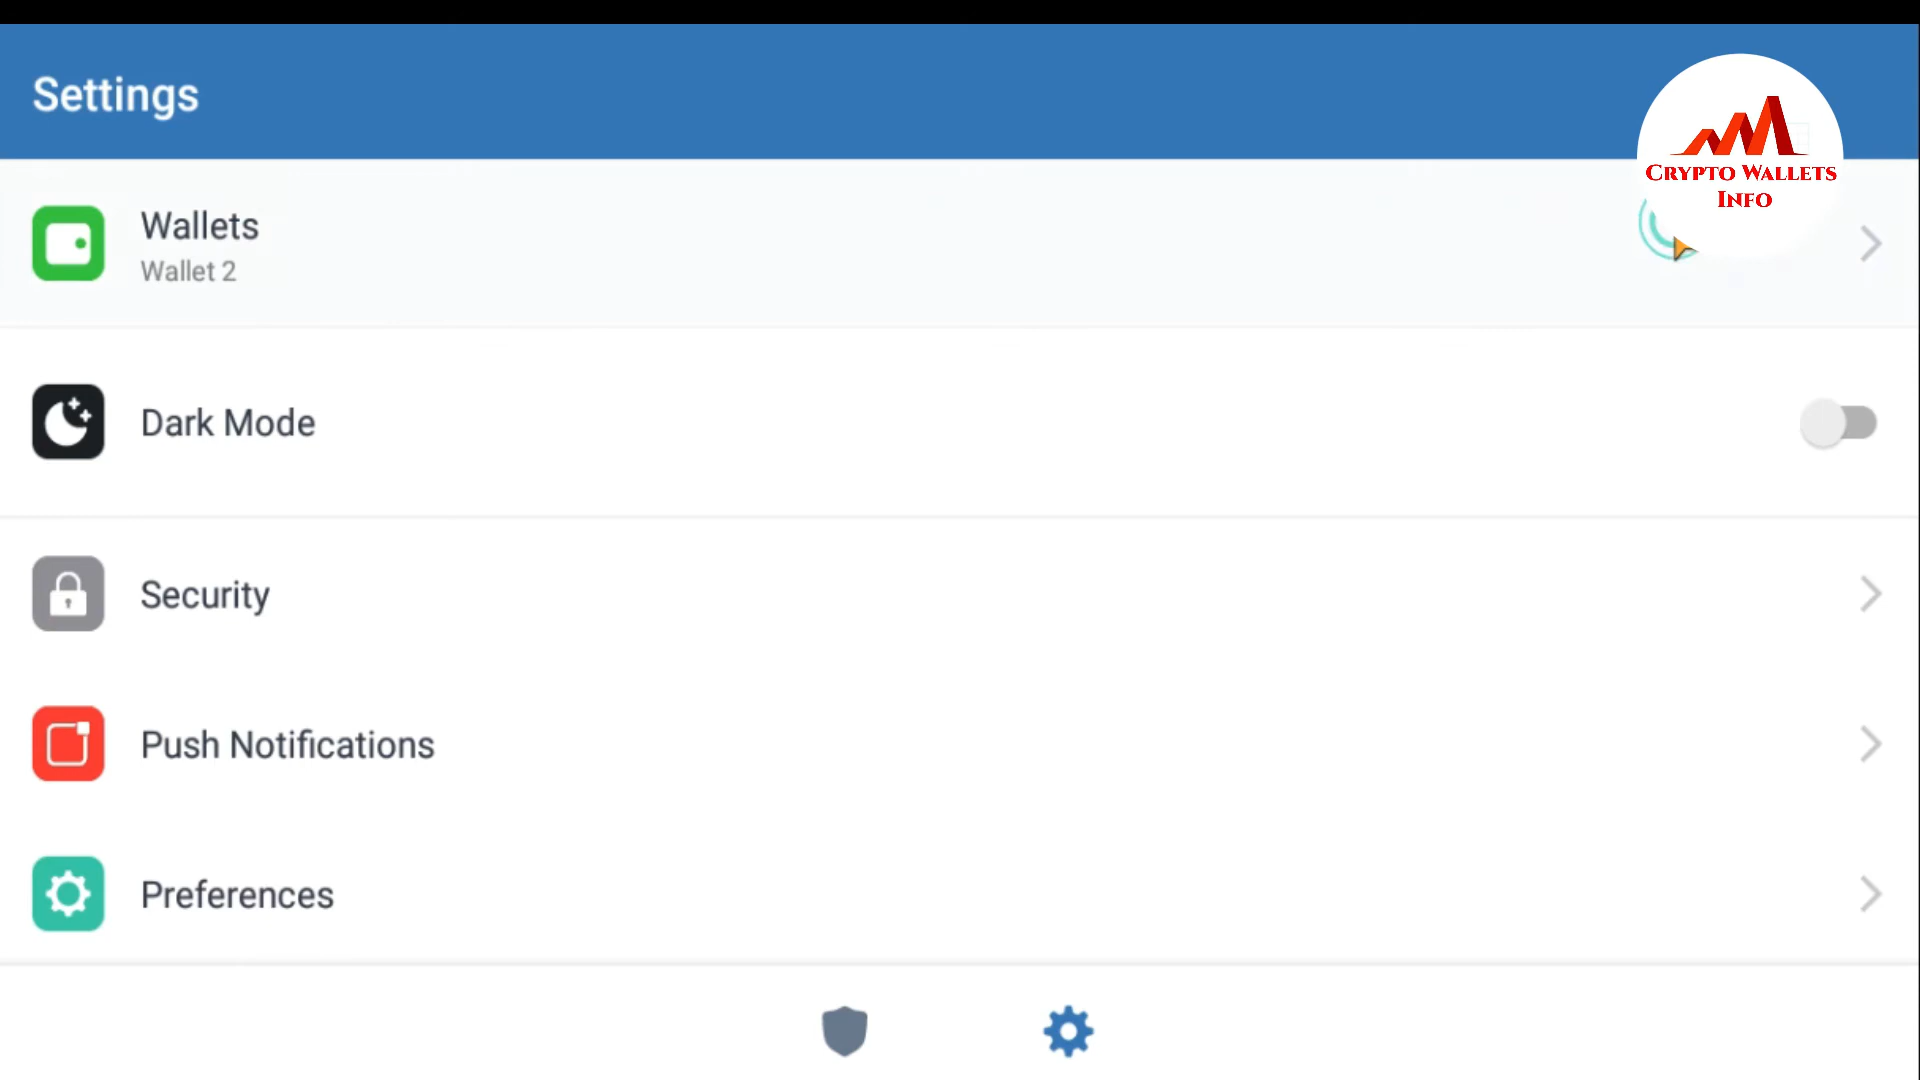 Settings
CRYPTO WALLETS
INFO
Wallets
Wallet 2
Dark Mode
Security
Push Notifications
Preferences